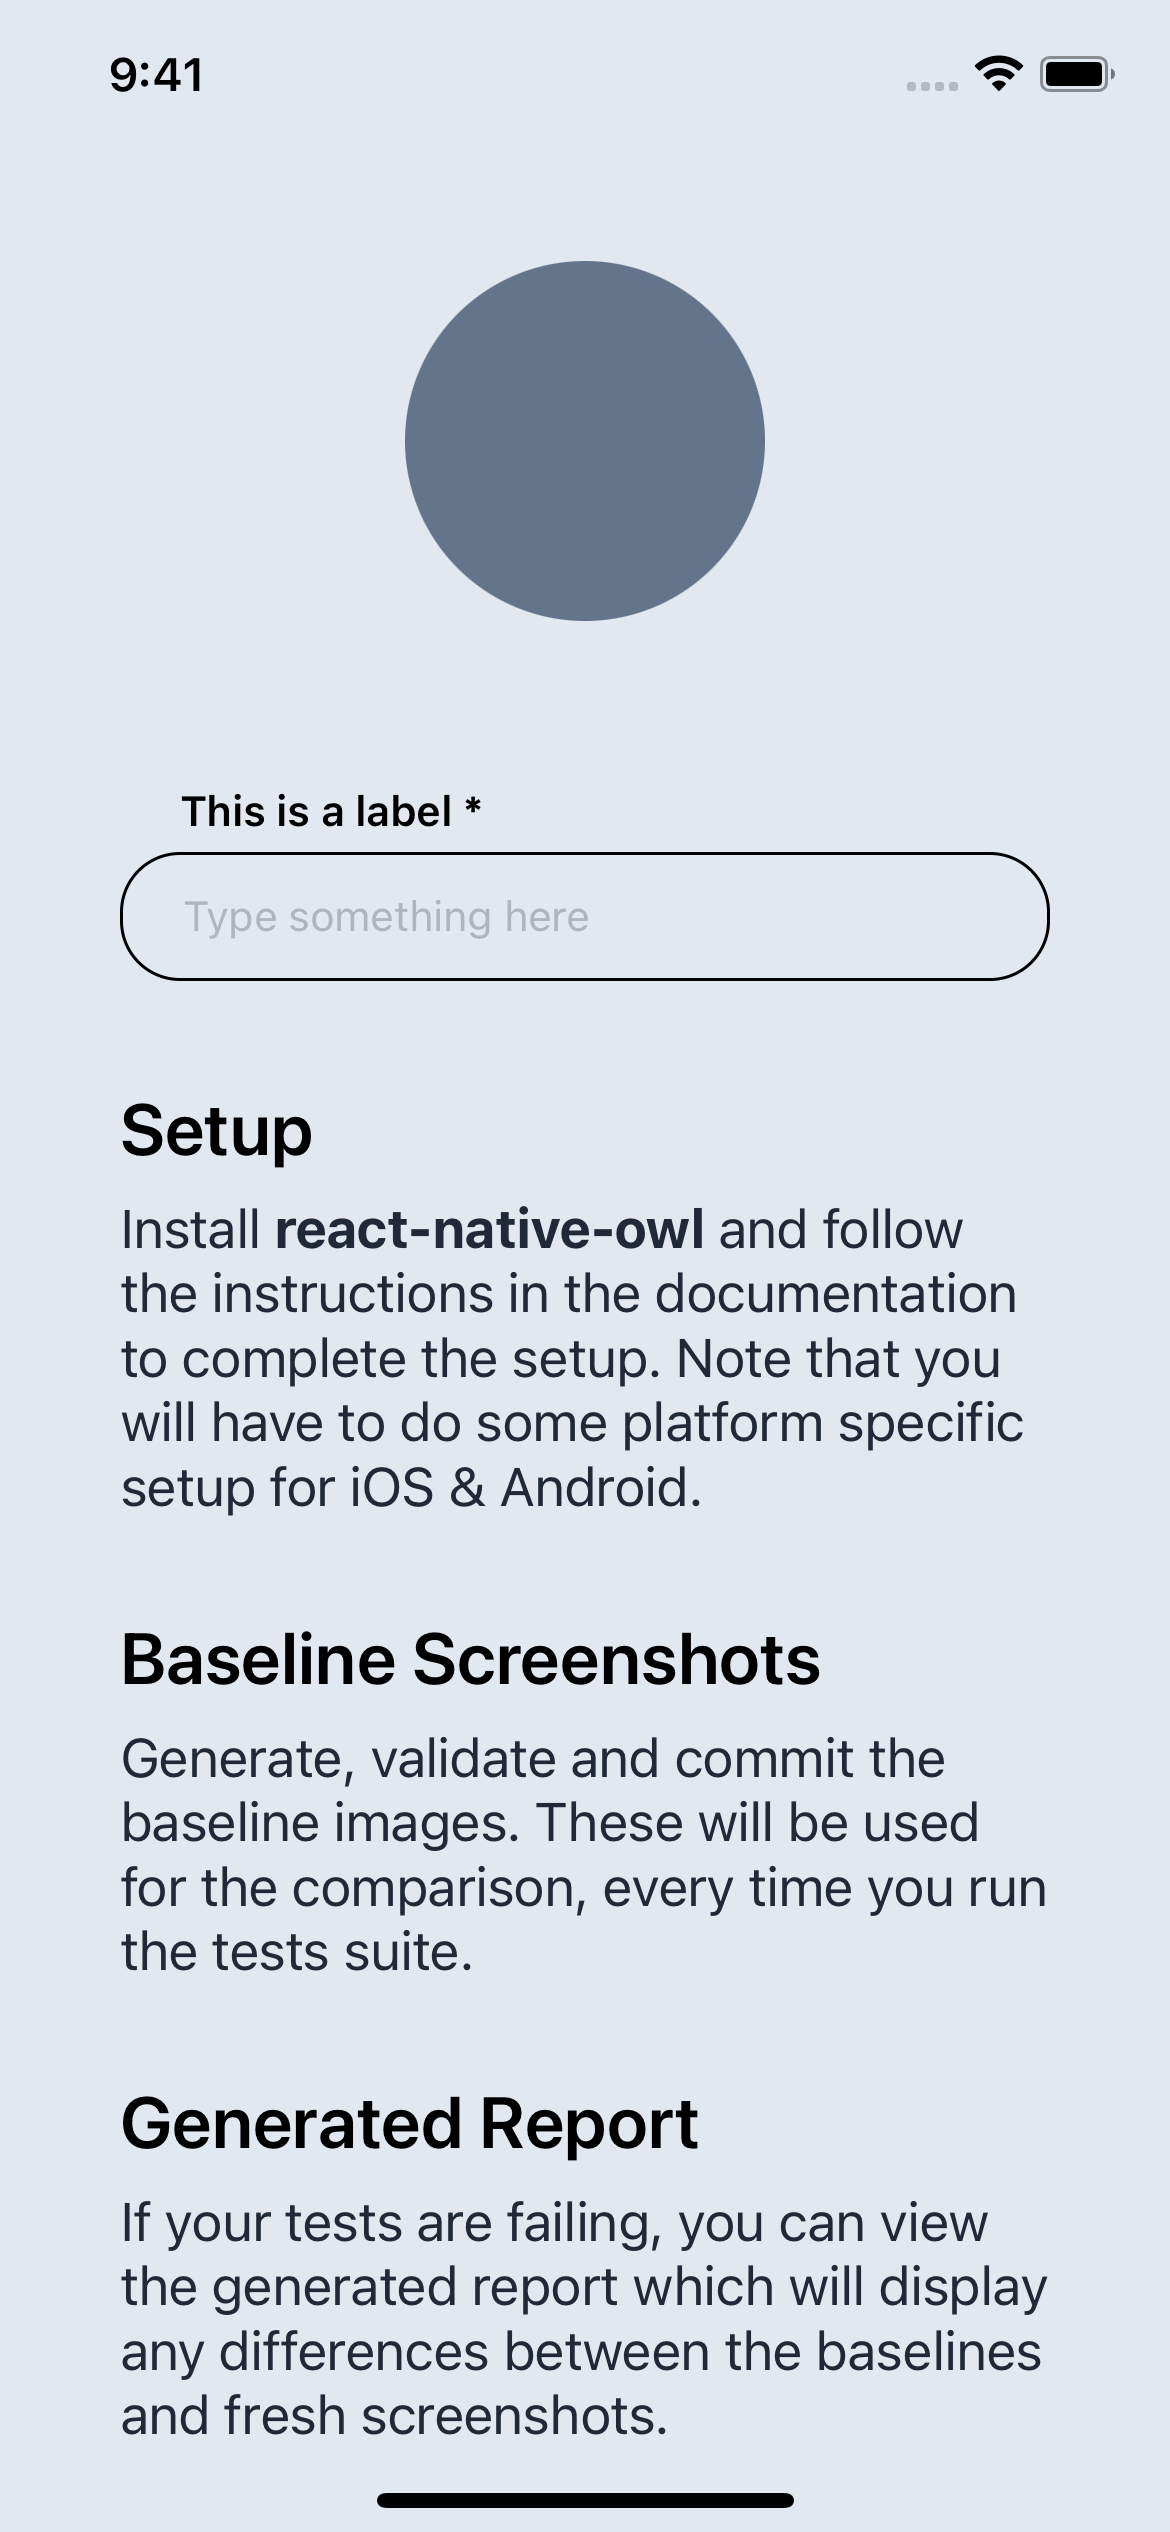 9:41
This is a label *
Type something here
Setup
Install react-native-owl and follow
the instructions in the documentation
to complete the setup. Note that you
will have to do some platform specific
setup for iOS & Android.
Baseline Screenshots
Generate, validate and commit the
baseline images. These will be used
for the comparison, every time you run
the tests suite.
Generated Report
If your tests are failing, you can view
the generated report which will display
any differences between the baselines
and fresh screenshots.